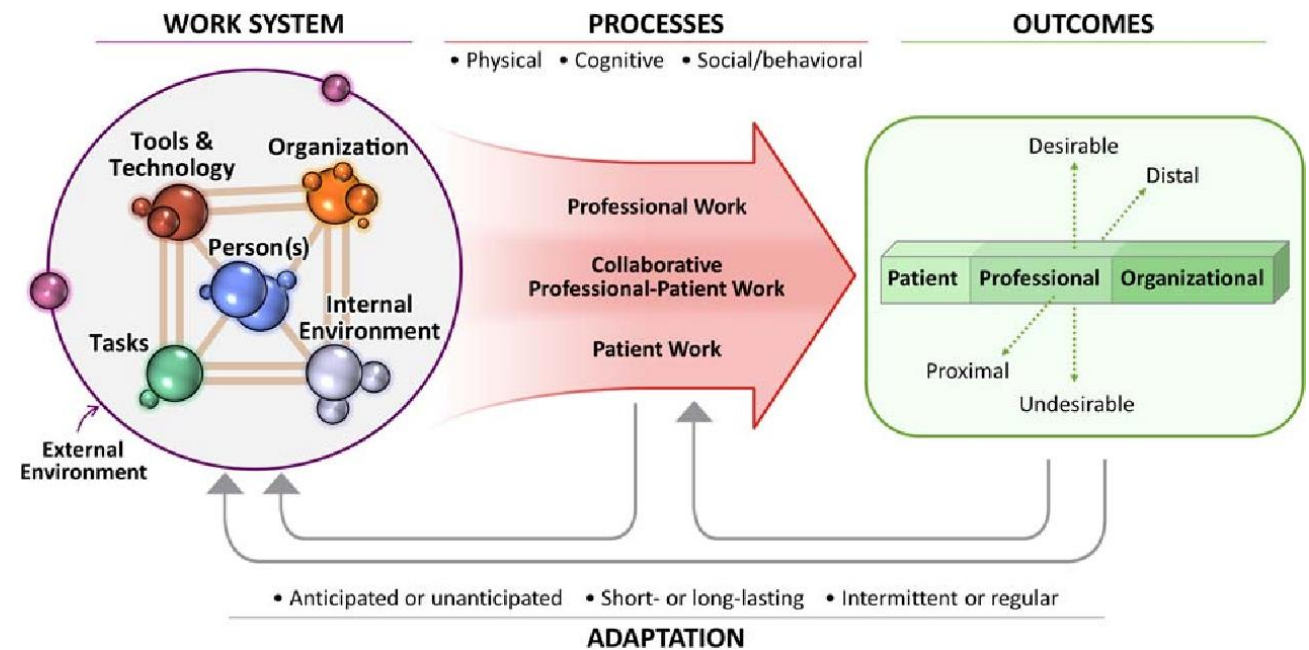 WORK SYSTEM
PROCESSES
• Physical • Cognitive • Social/behavioral
OUTCOMES
Tools &
Technology
Organization
Person(s)
Internal
Environment
Tasks
External
Environment
Professional Work
Collaborative
Professional-Patient Work
Patient Work
Desirable
Distal
Patient
Professional
Organizational
Proximal
Undesirable
• Anticipated or unanticipated • Short- or long-lasting • Intermittent or regular
ADAPTATION